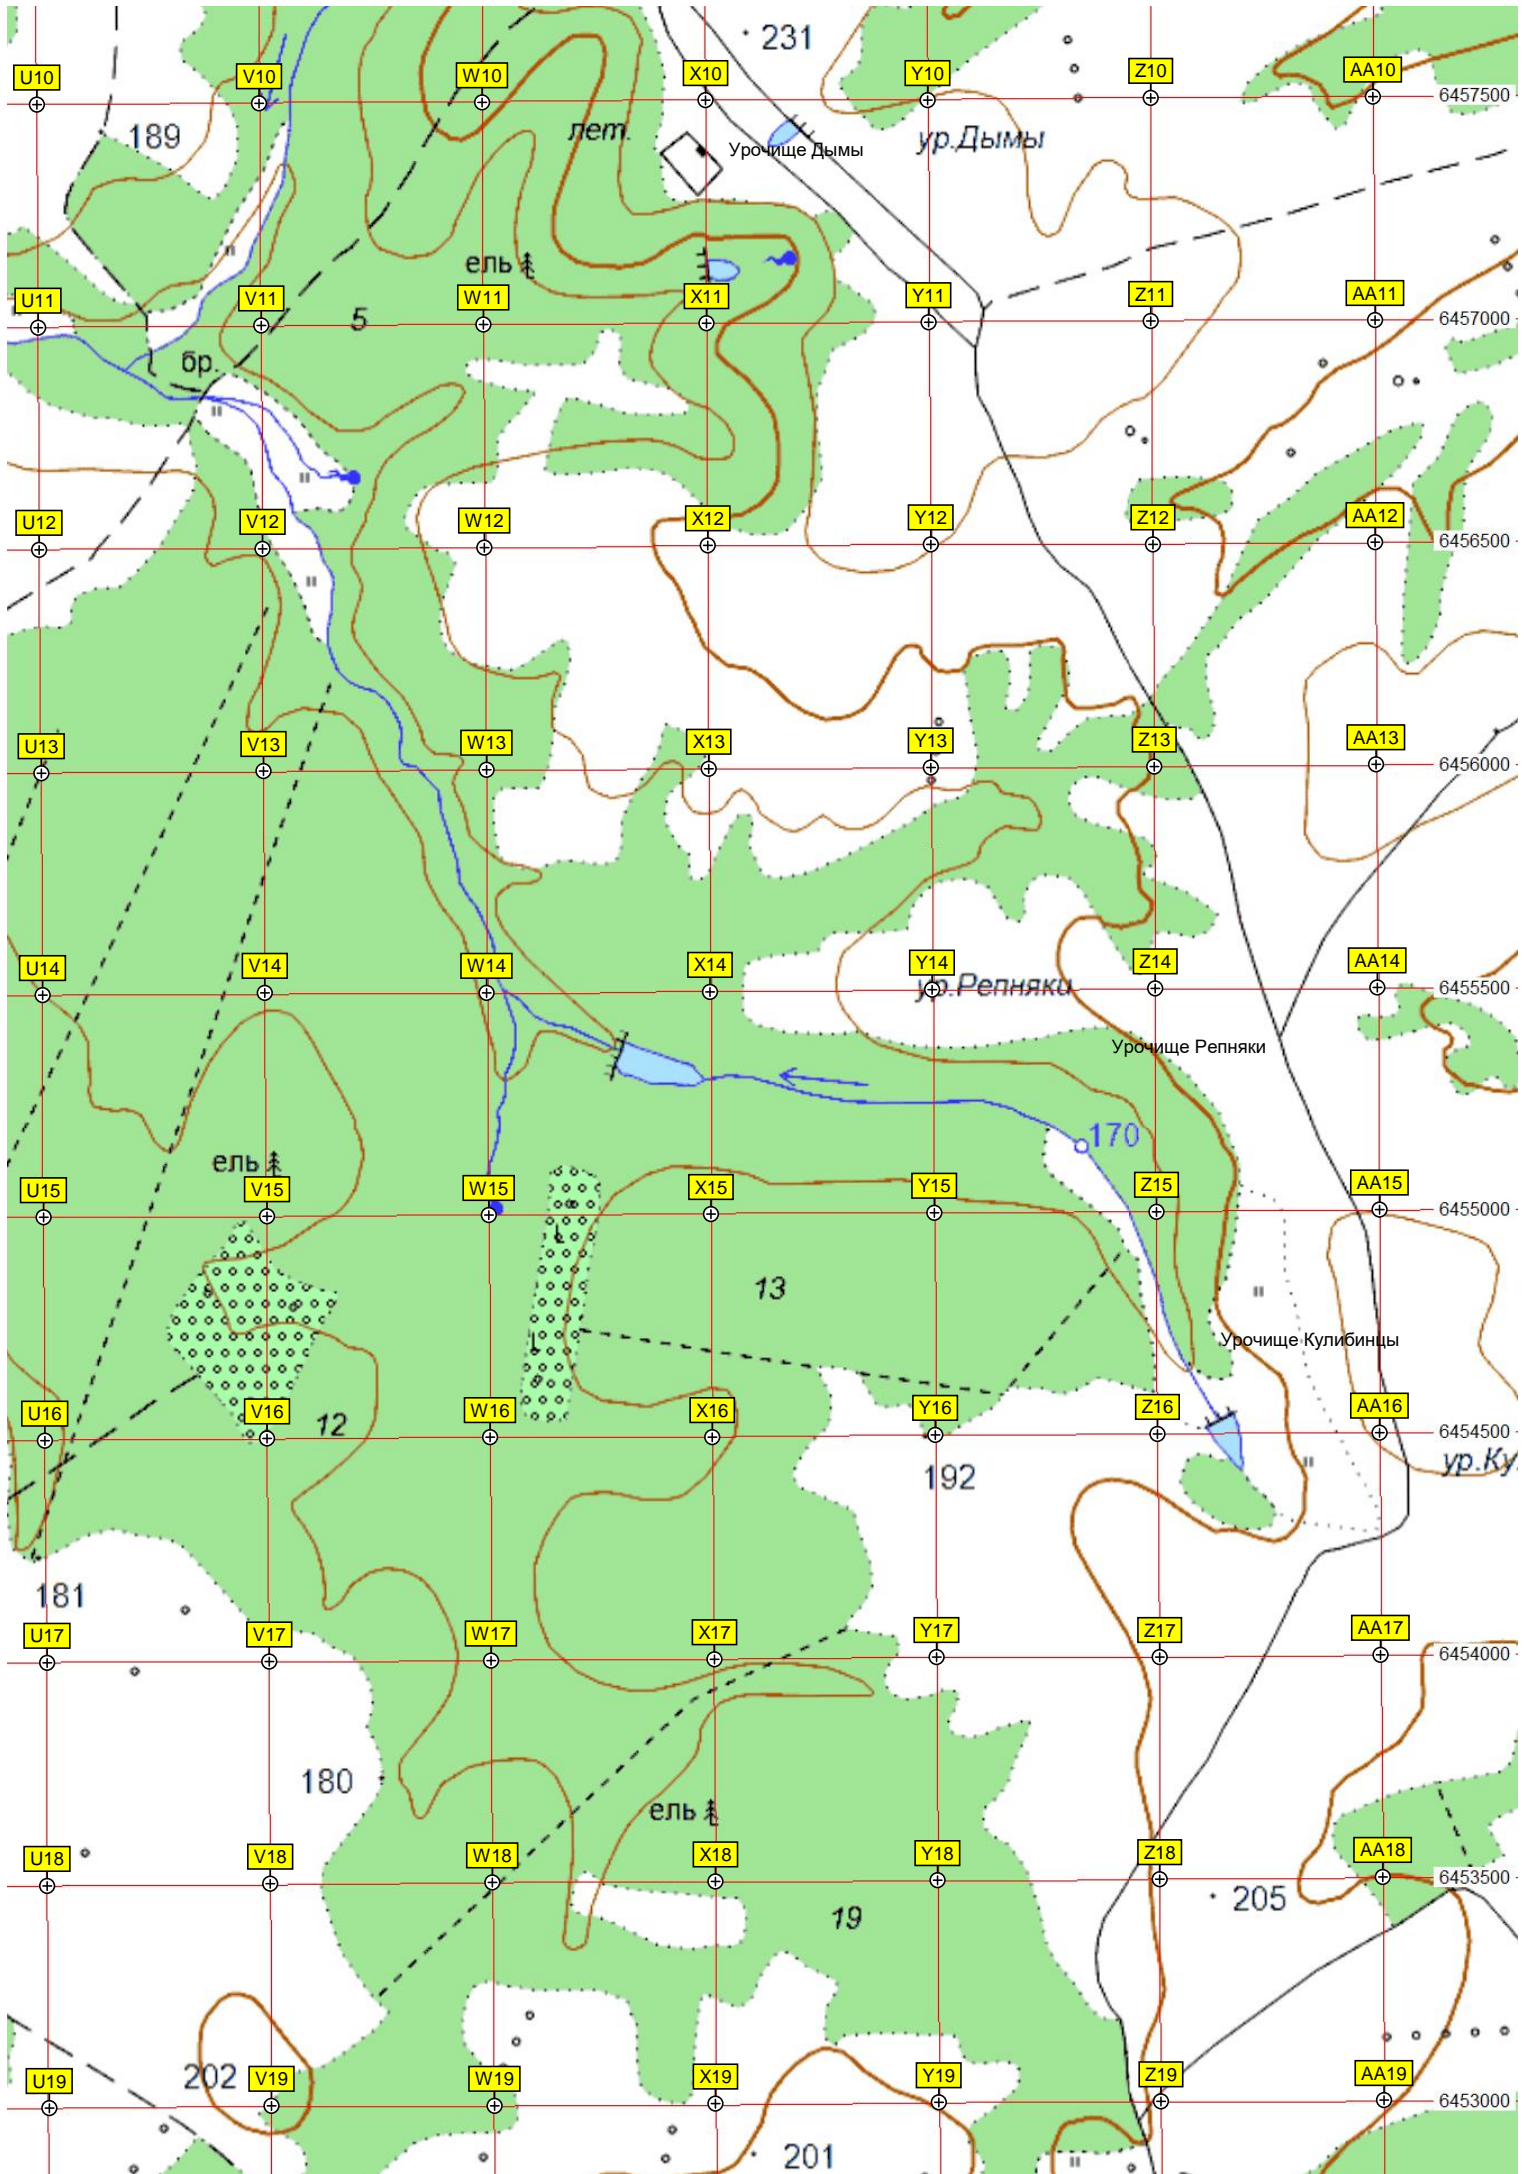 231
U10 V10 W10 X10 Y10 Z10 AA10
6457500
189 лет. Урочище Дымы ур.Дымы
ель
U11 V11 W11 X11 Y11 Z11 AA11
5
6457000
бр.
U12 V12 W12 X12 Y12 Z12 AA12
6456500
U13 V13 W13 X13 Y13 Z13 AA13
6456000
U14 V14 W14 X14 Y14 Z14 AA14
ур.Репняки
6455500
Урочище Репняки
170
ель
U15 V15 W15 X15 Y15 Z15 AA15
6455000
13
Урочище Кулибинцы
U16 V16 W16 X16 Y16 Z16 AA16
12
6454500
192 ур.Ку
181
U17 V17 W17 X17 Y17 Z17 AA17
6454000
180
ель
U18 V18 W18 X18 Y18 Z18 AA18
6453500
19 205
202
U19 V19 W19 X19 Y19 Z19 AA19
6453000
201